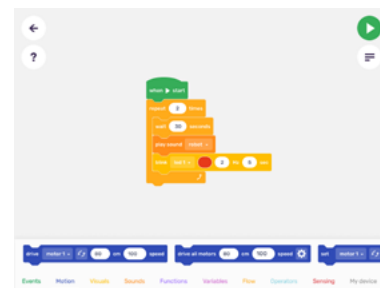 ?
when start
repeat 2 times
wait 30 seconds
play sound robot
drive motor 1 cm 100 speed
drive all motors cm 100 speed
set motor 1
Events Motion Visuals Sounds Functions Variables Flow Operators Sensing My device